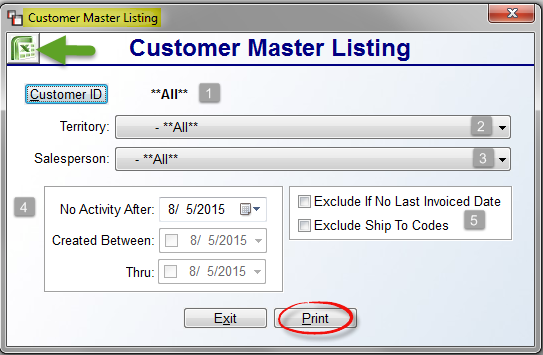 Customer Master Listing
Customer Master Listing
Customer ID **All** 1
Territory: - **All** 2
Salesperson: - **All** 3
4
No Activity After: 8/ 5/2015
Created Between: 8/ 5/2015
Thru: 8/ 5/2015
Exclude If No Last Invoiced Date
Exclude Ship To Codes 5
Exit Print